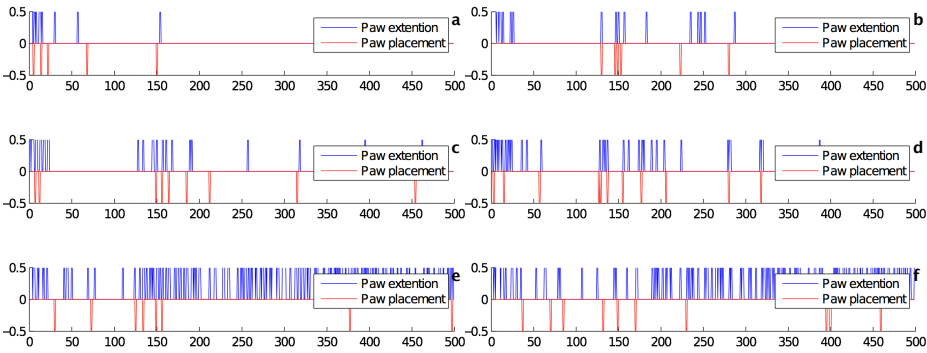 0.5 Paw extention a 0.5 Paw extention b
0 Paw placement 0 Paw placement
−0.5 −0.5
0 50 100 150 200 250 300 350 400 450 500 0 50 100 150 200 250 300 350 400 450 500
0.5 Paw extention c 0.5 Paw extention d
0 Paw placement 0 Paw placement
−0.5 −0.5
0 50 100 150 200 250 300 350 400 450 500 0 50 100 150 200 250 300 350 400 450 500
0.5 Paw extention e 0.5 Paw extention f
0 Paw placement 0 Paw placement
−0.5 −0.5
0 50 100 150 200 250 300 350 400 450 500 0 50 100 150 200 250 300 350 400 450 500